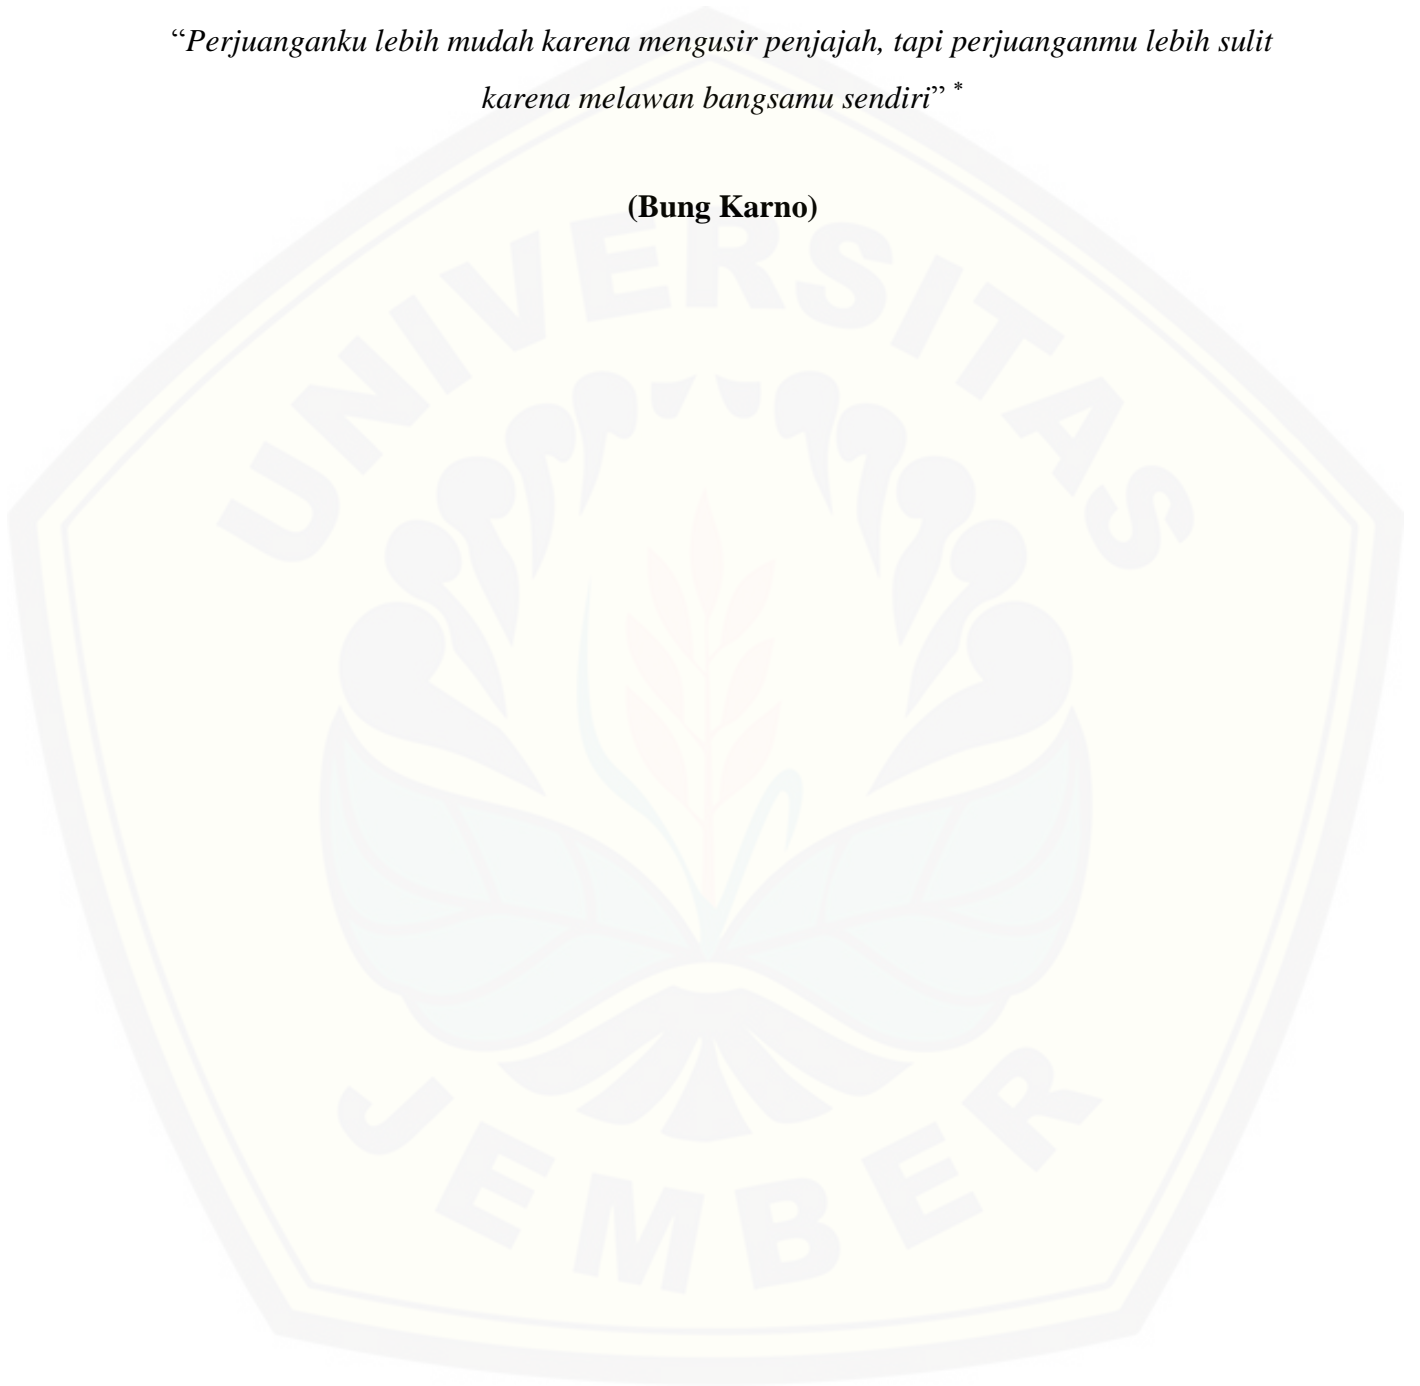 “Perjuanganku lebih mudah karena mengusir penjajah, tapi perjuanganmu lebih sulit
karena melawan bangsamu sendiri” *
(Bung Karno)
UNIVERSITAS
JEMBER